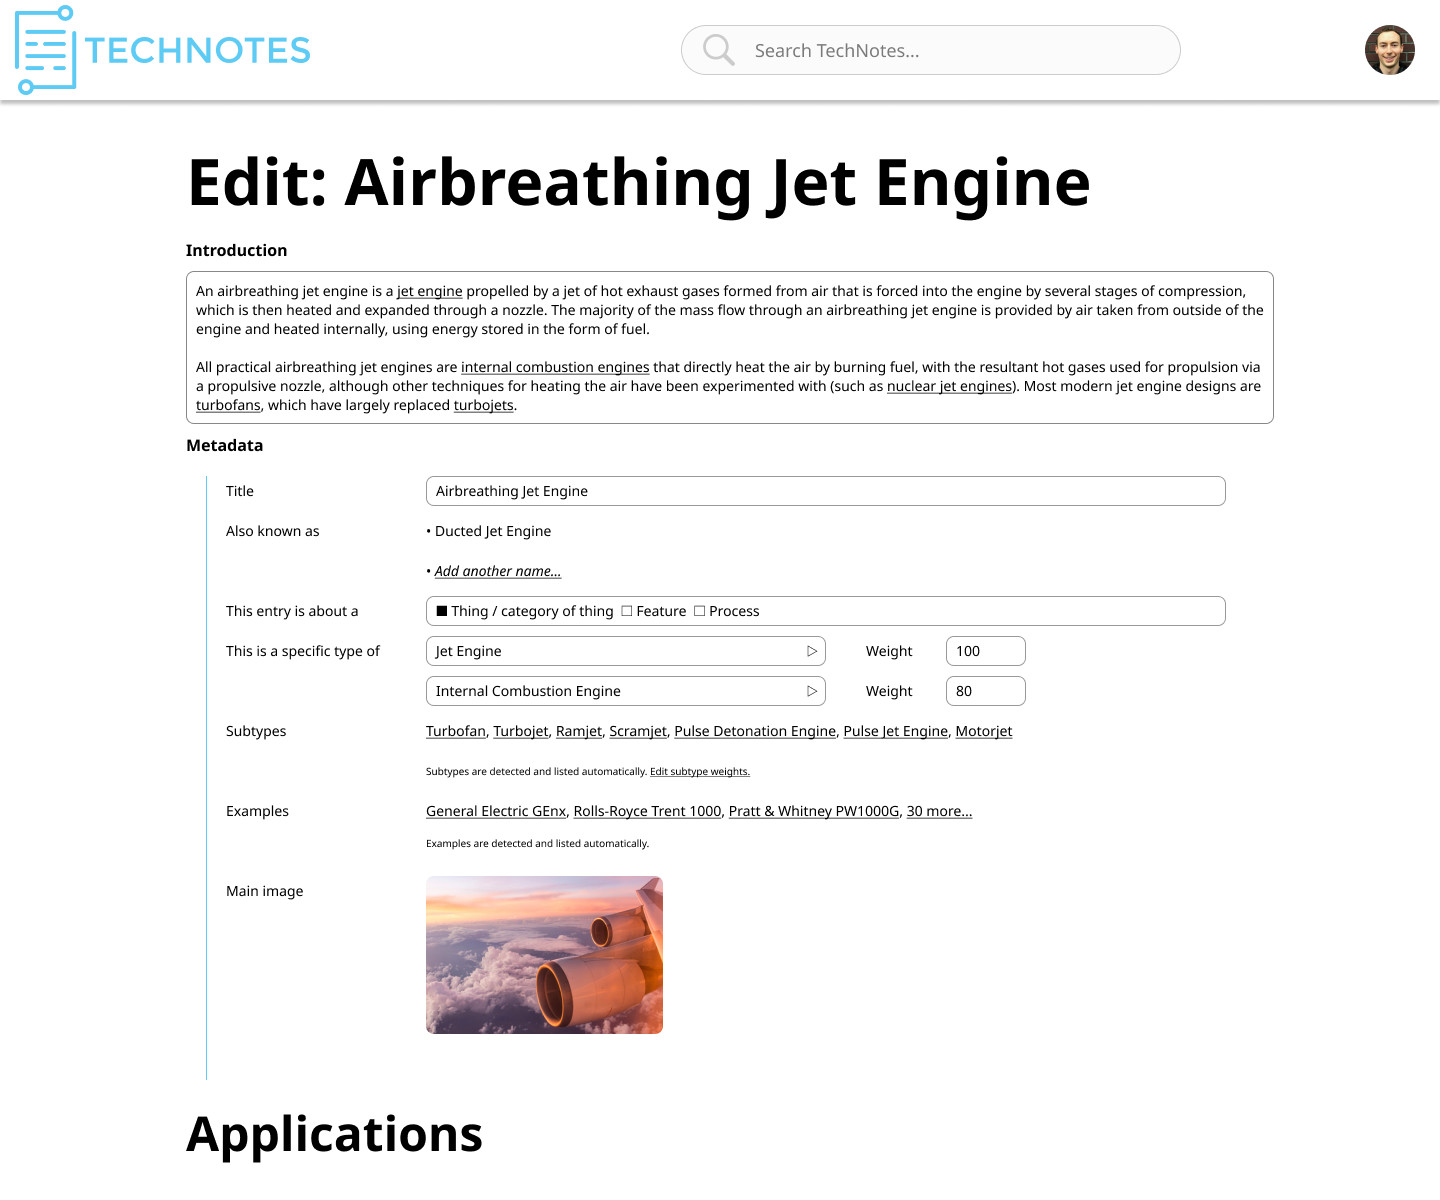 TECHNOTES
Search TechNotes...
Edit: Airbreathing Jet Engine
Introduction
An airbreathing jet engine is a jet engine propelled by a jet of hot exhaust gases formed from air that is forced into the engine by several stages of compression,
which is then heated and expanded through a nozzle. The majority of the mass flow through an airbreathing jet engine is provided by air taken from outside of the
engine and heated internally, using energy stored in the form of fuel.
All practical airbreathing jet engines are internal combustion engines that directly heat the air by burning fuel, with the resultant hot gases used for propulsion via
a propulsive nozzle, although other techniques for heating the air have been experimented with (such as nuclear jet engines). Most modern jet engine designs are
turbofans, which have largely replaced turbojets.
Metadata
Title Airbreathing Jet Engine
Also known as • Ducted Jet Engine
• Add another name...
This entry is about a ■ Thing / category of thing □ Feature □ Process
This is a specific type of Jet Engine ▷ Weight 100
Internal Combustion Engine ▷ Weight 80
Subtypes Turbofan, Turbojet, Ramjet, Scramjet, Pulse Detonation Engine, Pulse Jet Engine, Motorjet
Subtypes are detected and listed automatically. Edit subtype weights.
Examples General Electric GEnx, Rolls-Royce Trent 1000, Pratt & Whitney PW1000G, 30 more...
Examples are detected and listed automatically.
Main image
Applications